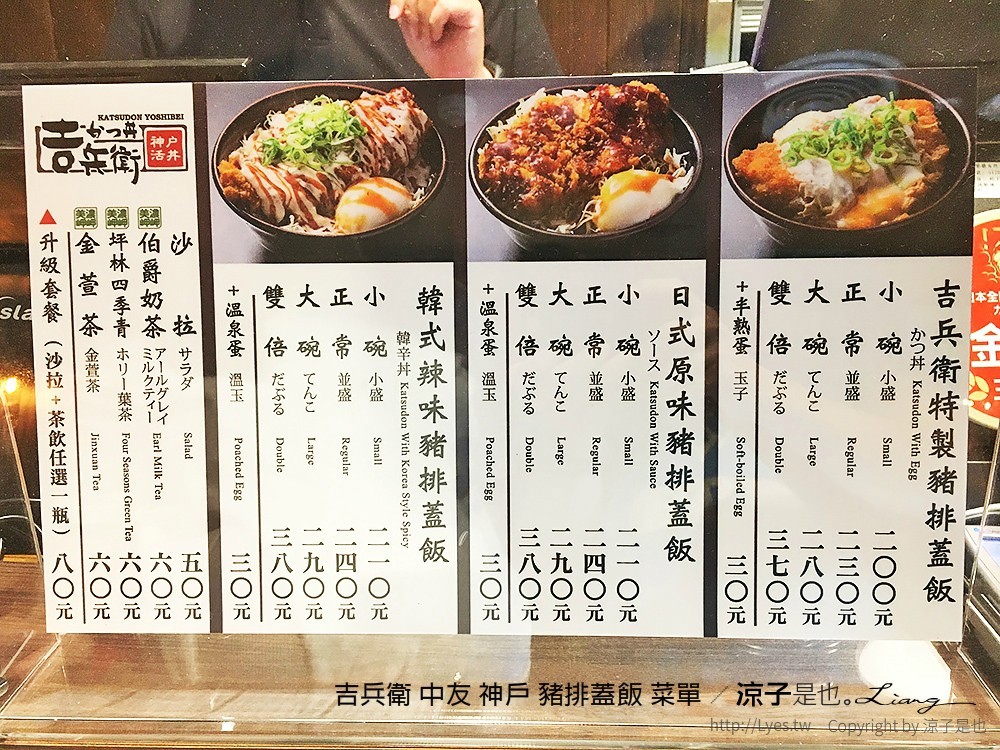 吉兵衛特製豬排蓋飯
かつ丼 Katsudon With Egg
小碗 小盛 Small 二〇〇元
正常 並盛 Regular 二三〇元
大碗 てんこ Large 二八〇元
雙倍 だぶる Double 三七〇元
+半熟蛋 玉子 Soft-boiled Egg 三〇元
日式原味豬排蓋飯
ソース Katsudon With Sauce
小碗 小盛 Small 二一〇元
正常 並盛 Regular 二四〇元
大碗 てんこ Large 二九〇元
雙倍 だぶる Double 三八〇元
+溫泉蛋 溫玉 Poached Egg 三〇元
韓式辣味豬排蓋飯
韓辛丼 Katsudon With Korea Style Spicy
小碗 小盛 Small 二一〇元
正常 並盛 Regular 二四〇元
大碗 てんこ Large 二九〇元
雙倍 だぶる Double 三八〇元
+溫泉蛋 溫玉 Poached Egg 三〇元
KATSUDON YOSHIBEI
かつ丼
吉兵衛
神戶活丼
沙拉 サラダ Salad 五〇元
美濃 伯爵奶茶 アールグレイミルクティー Earl Milk Tea 六〇元
美濃 坪林四季青 ホリー葉茶 Four Seasons Green Tea 六〇元
美濃 金萱茶 金萱茶 Jinxuan Tea 六〇元
▲升級套餐(沙拉+茶飲任選一瓶)八〇元
吉兵衛 中友 神戶 豬排蓋飯 菜單 / 涼子是也。Liang
http://Lyes.tw Copyright by 涼子是也